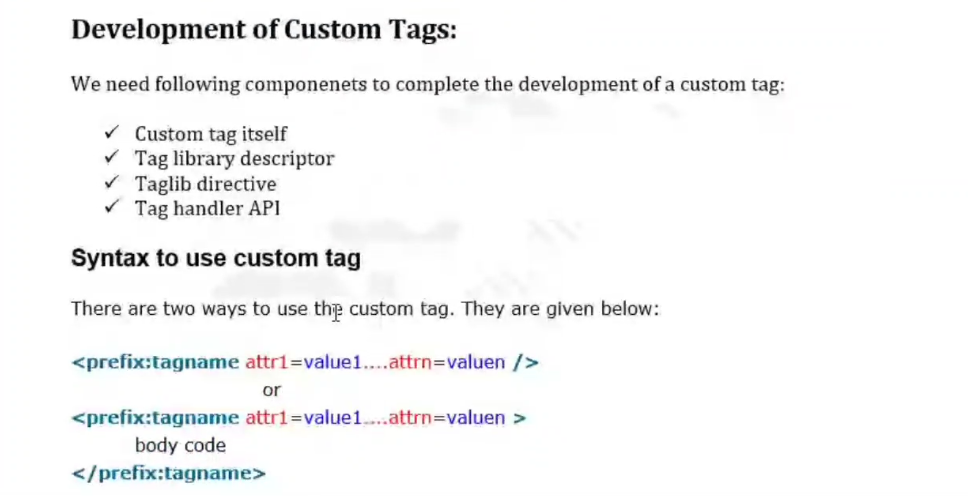 Development of Custom Tags:
We need following componenets to complete the development of a custom tag:
✓ Custom tag itself
✓ Tag library descriptor
✓ Taglib directive
✓ Tag handler API
Syntax to use custom tag
There are two ways to use the custom tag. They are given below:
<prefix:tagname attr1=value1....attrn=valuen />
or
<prefix:tagname attr1=value1....attrn=valuen >
body code
</prefix:tagname>